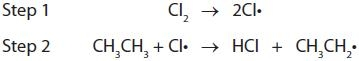 Step 1 Cl₂ → 2Cl•
Step 2 CH₃CH₃ + Cl• → HCl + CH₃CH₂•